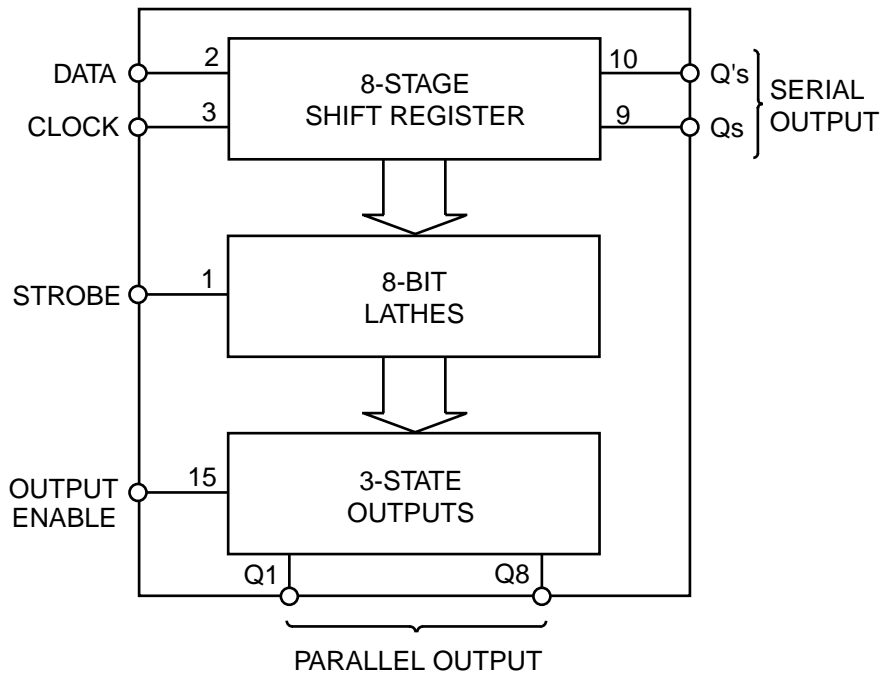 DATA
2
8-STAGE
SHIFT REGISTER
10
Q's
SERIAL
OUTPUT
CLOCK
3
9
Qs
STROBE
1
8-BIT
LATHES
OUTPUT
ENABLE
15
3-STATE
OUTPUTS
Q1
Q8
PARALLEL OUTPUT